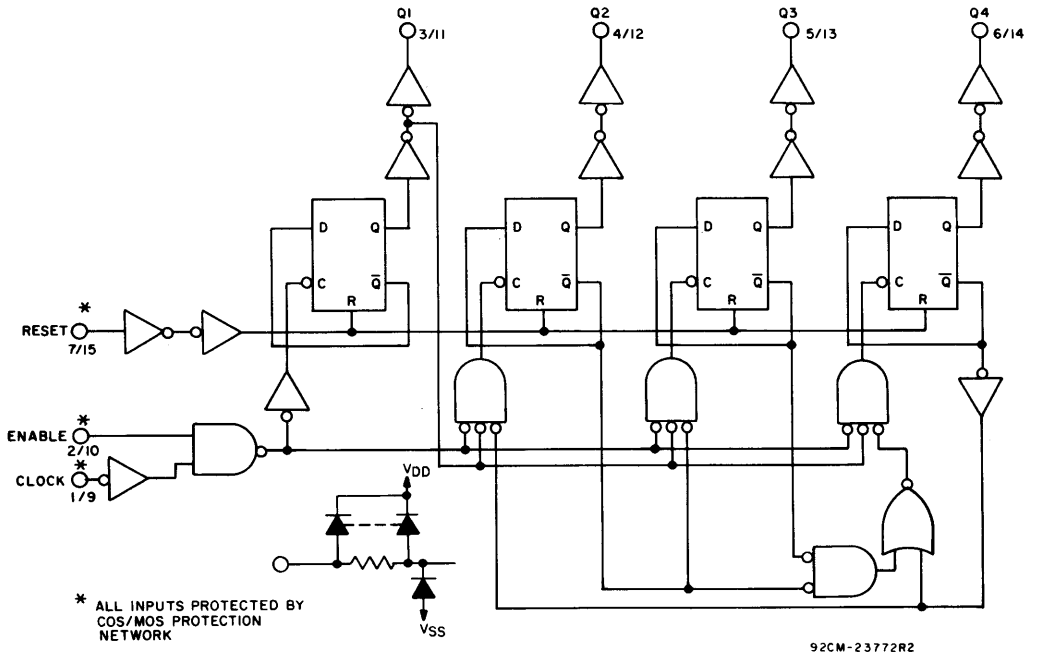 Q1
3/11
Q2
4/12
Q3
5/13
Q4
6/14
D Q
C Q̅
R
D Q
C Q̅
R
D Q
C Q̅
R
D Q
C Q̅
R
*
RESET
7/15
*
ENABLE
2/10
*
CLOCK
1/9
VDD
VSS
* ALL INPUTS PROTECTED BY
COS/MOS PROTECTION
NETWORK
92CM-23772R2